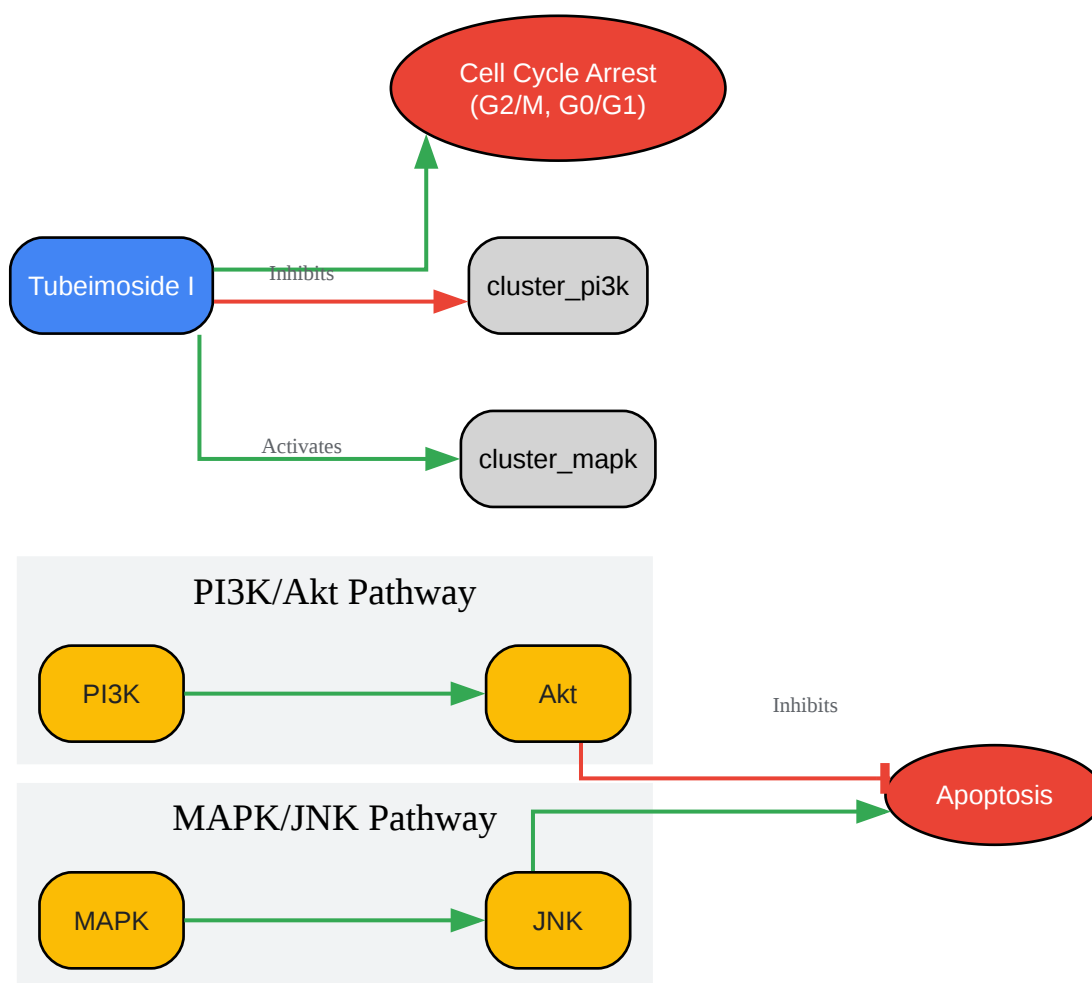 Cell Cycle Arrest
(G2/M, G0/G1)
Tubeimoside I
Inhibits
cluster_pi3k
Activates
cluster_mapk
PI3K/Akt Pathway
PI3K
Akt
Inhibits
MAPK/JNK Pathway
Apoptosis
MAPK
JNK